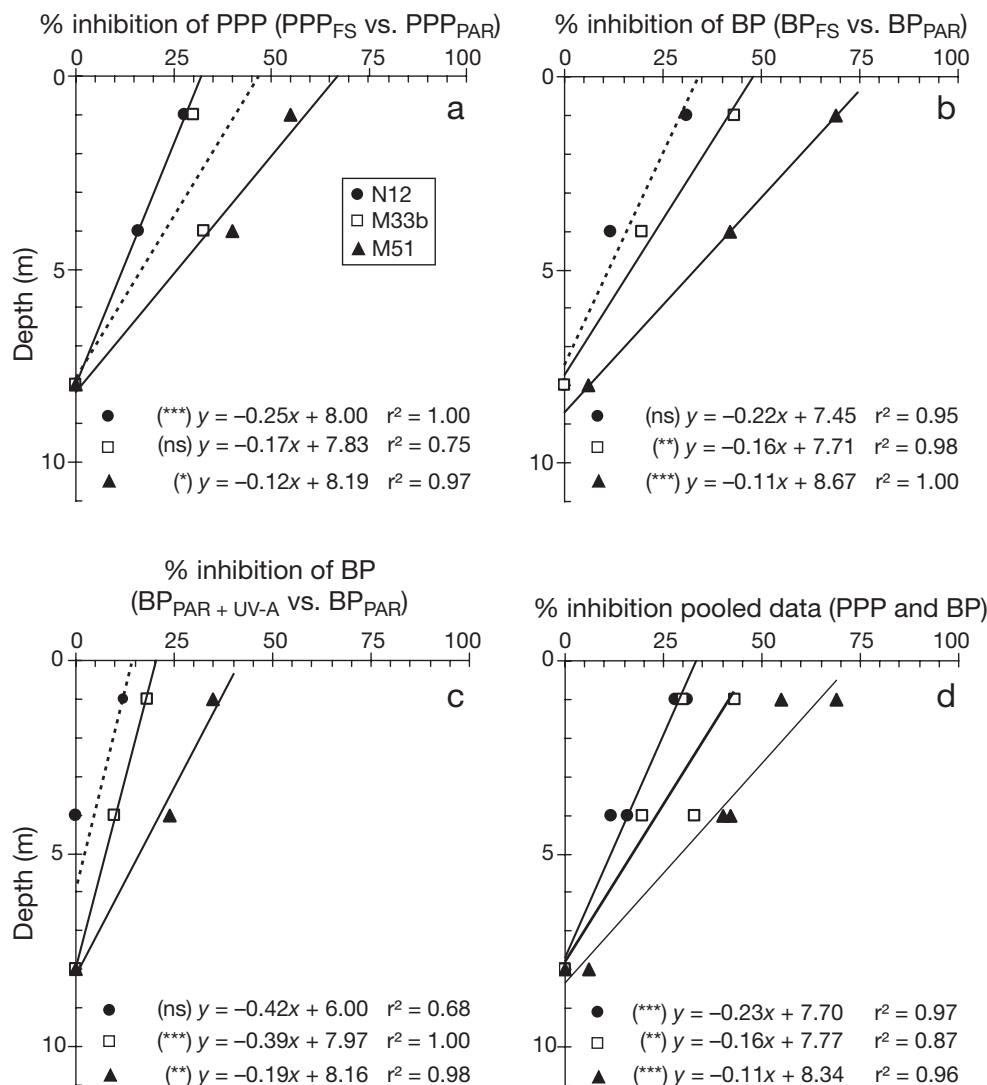 % inhibition of PPP (PPP_FS vs. PPP_PAR)
0 25 50 75 100
0
5
10
Depth (m)
a
● N12
□ M33b
▲ M51
● (***) y = –0.25x + 8.00 r² = 1.00
□ (ns) y = –0.17x + 7.83 r² = 0.75
▲ (*) y = –0.12x + 8.19 r² = 0.97
% inhibition of BP (BP_FS vs. BP_PAR)
0 25 50 75 100
0
5
10
b
● (ns) y = –0.22x + 7.45 r² = 0.95
□ (**) y = –0.16x + 7.71 r² = 0.98
▲ (***) y = –0.11x + 8.67 r² = 1.00
% inhibition of BP
(BP_PAR + UV-A vs. BP_PAR)
0 25 50 75 100
0
5
10
Depth (m)
c
● (ns) y = –0.42x + 6.00 r² = 0.68
□ (***) y = –0.39x + 7.97 r² = 1.00
▲ (**) y = –0.19x + 8.16 r² = 0.98
% inhibition pooled data (PPP and BP)
0 25 50 75 100
0
5
10
d
● (***) y = –0.23x + 7.70 r² = 0.97
□ (**) y = –0.16x + 7.77 r² = 0.87
▲ (***) y = –0.11x + 8.34 r² = 0.96